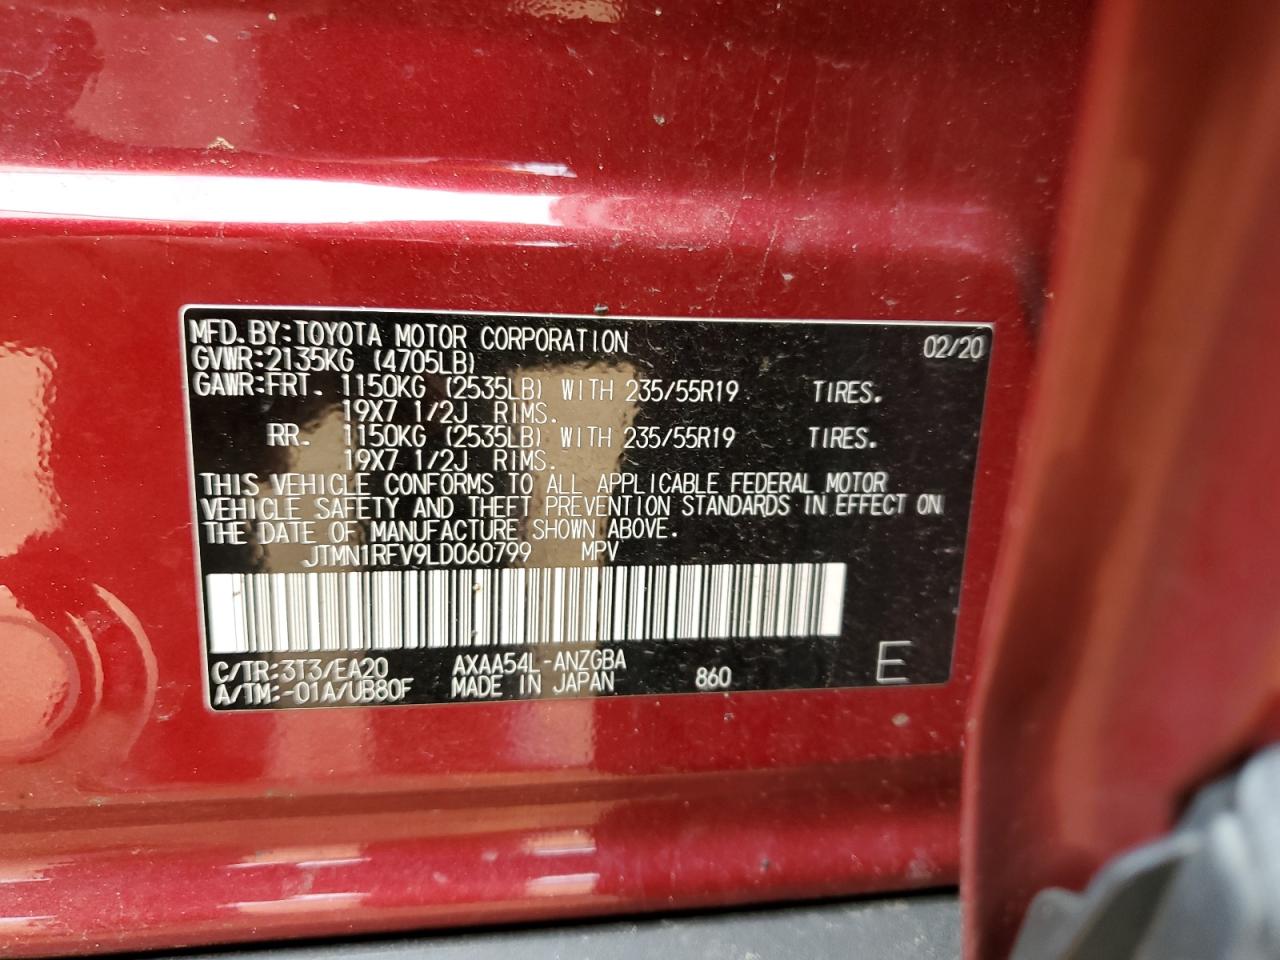 MFD.BY:TOYOTA MOTOR CORPORATION 02/20
GVWR:2135KG (4705LB)
GAWR:FRT. 1150KG (2535LB) WITH 235/55R19 TIRES.
19X7 1/2J RIMS.
RR. 1150KG (2535LB) WITH 235/55R19 TIRES.
19X7 1/2J RIMS.
THIS VEHICLE CONFORMS TO ALL APPLICABLE FEDERAL MOTOR
VEHICLE SAFETY AND THEFT PREVENTION STANDARDS IN EFFECT ON
THE DATE OF MANUFACTURE SHOWN ABOVE.
JTMN1RFV9LD060799 MPV
C/TR:3T3/EA20 AXAA54L-ANZGBA 860 E
A/TM:-01A/UB80F MADE IN JAPAN